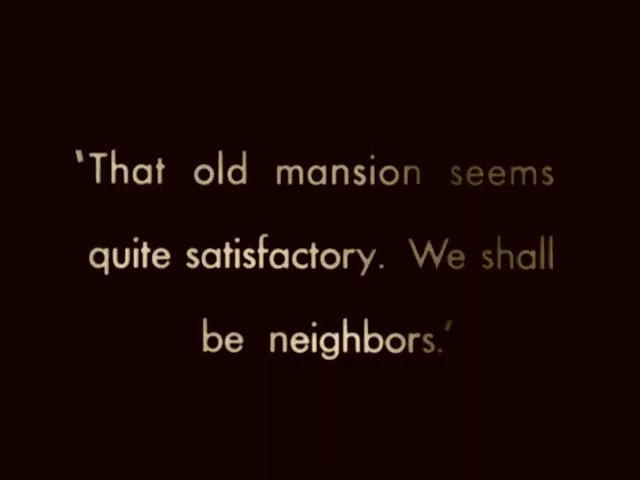 'That old mansion seems
quite satisfactory. We shall
be neighbors.'